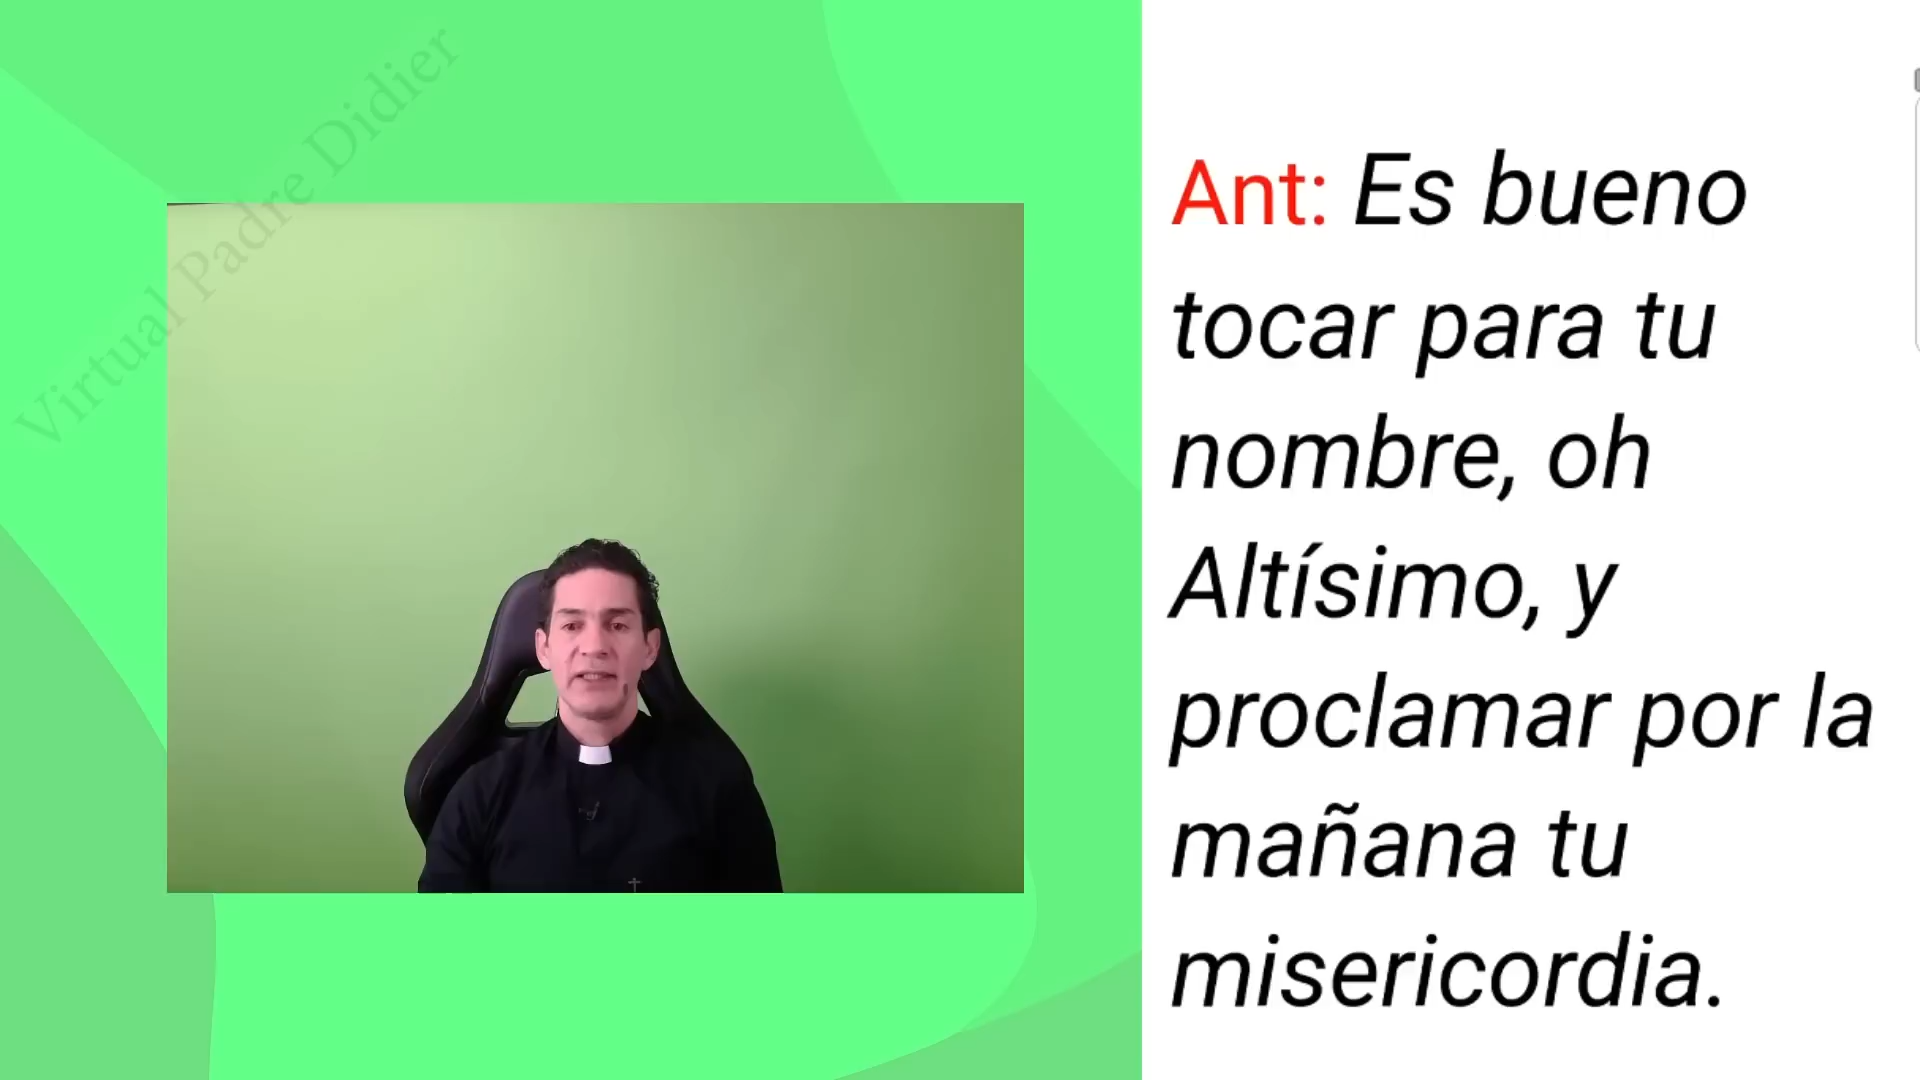 Virtual Padre Didier
Ant: Es bueno
tocar para tu
nombre, oh
Altísimo, y
proclamar por la
mañana tu
misericordia.